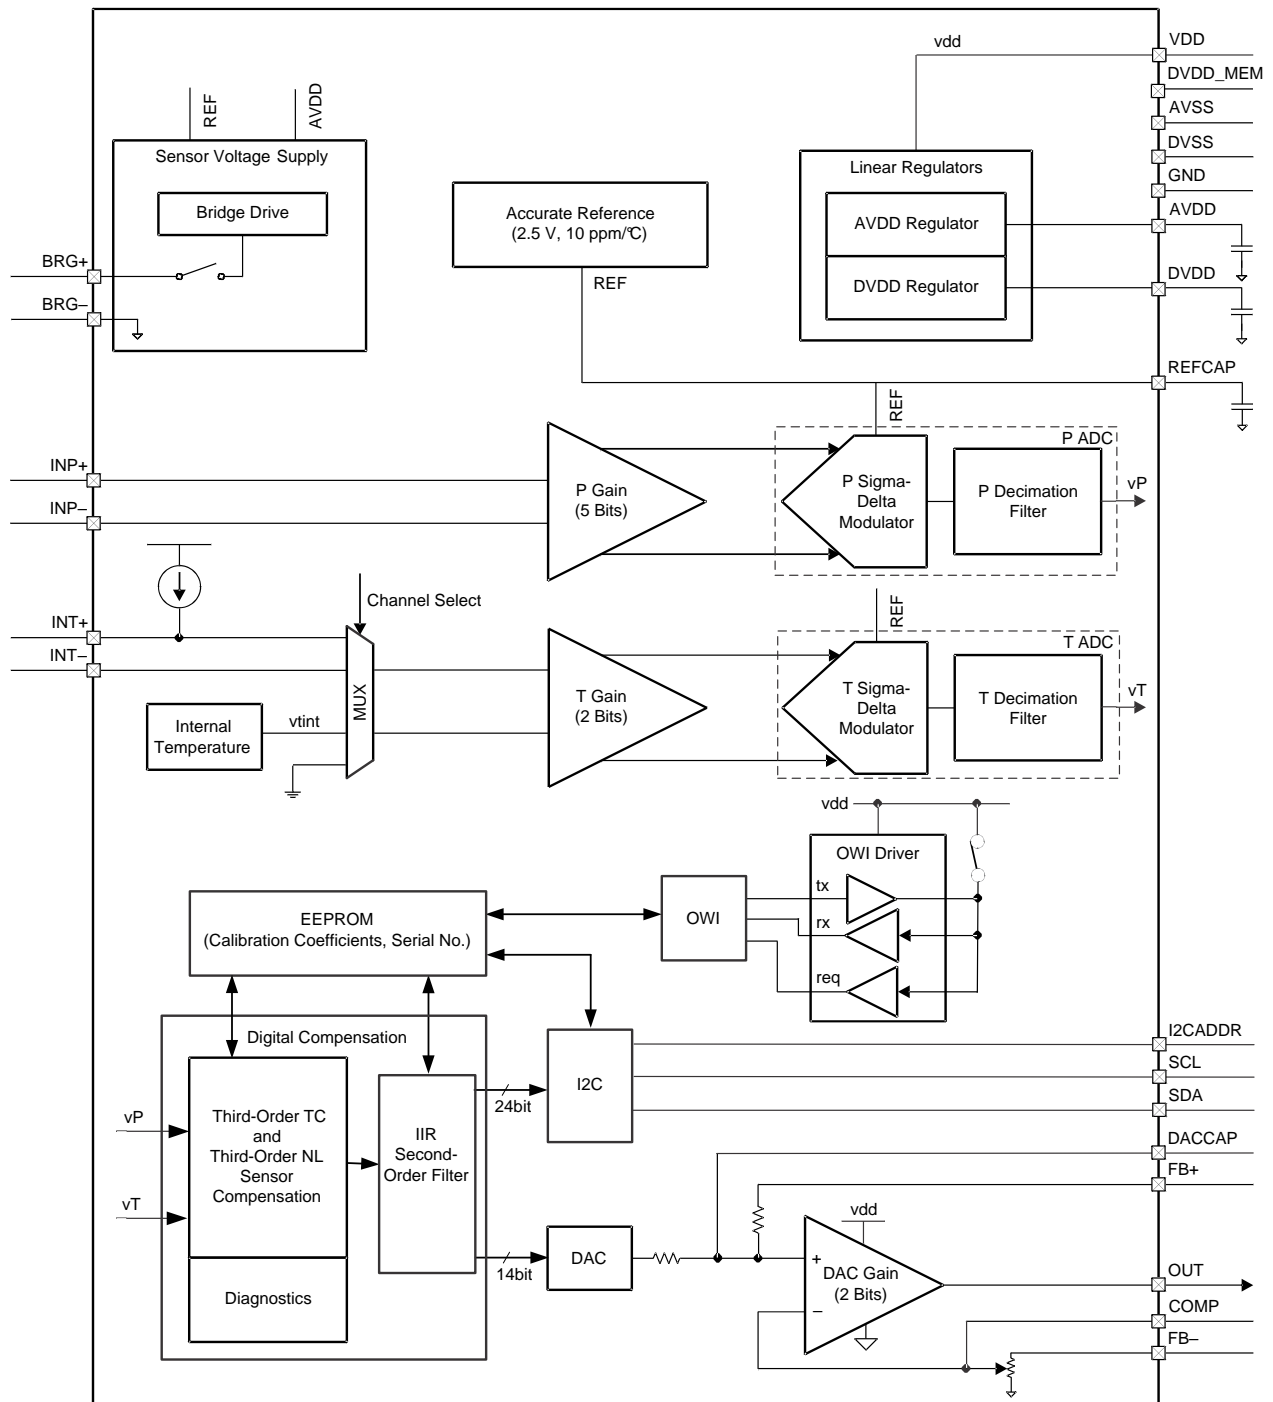 vdd
VDD
DVDD_MEM
AVSS
DVSS
GND
AVDD
DVDD
REFCAP
REF
AVDD
Sensor Voltage Supply
Bridge Drive
BRG+
BRG–
Accurate Reference
(2.5 V, 10 ppm/°C)
REF
Linear Regulators
AVDD Regulator
DVDD Regulator
REF
P ADC
INP+
INP–
P Gain
(5 Bits)
P Sigma-
Delta
Modulator
P Decimation
Filter
vP
Channel Select
INT+
INT–
MUX
Internal
Temperature
vtint
T Gain
(2 Bits)
REF
T ADC
T Sigma-
Delta
Modulator
T Decimation
Filter
vT
vdd
OWI Driver
tx
rx
req
OWI
EEPROM
(Calibration Coefficients, Serial No.)
Digital Compensation
vP
vT
Third-Order TC
and
Third-Order NL
Sensor
Compensation
Diagnostics
IIR
Second-
Order Filter
24bit
I2C
I2CADDR
SCL
SDA
DACCAP
FB+
14bit
DAC
vdd
+
DAC Gain
(2 Bits)
–
OUT
COMP
FB–